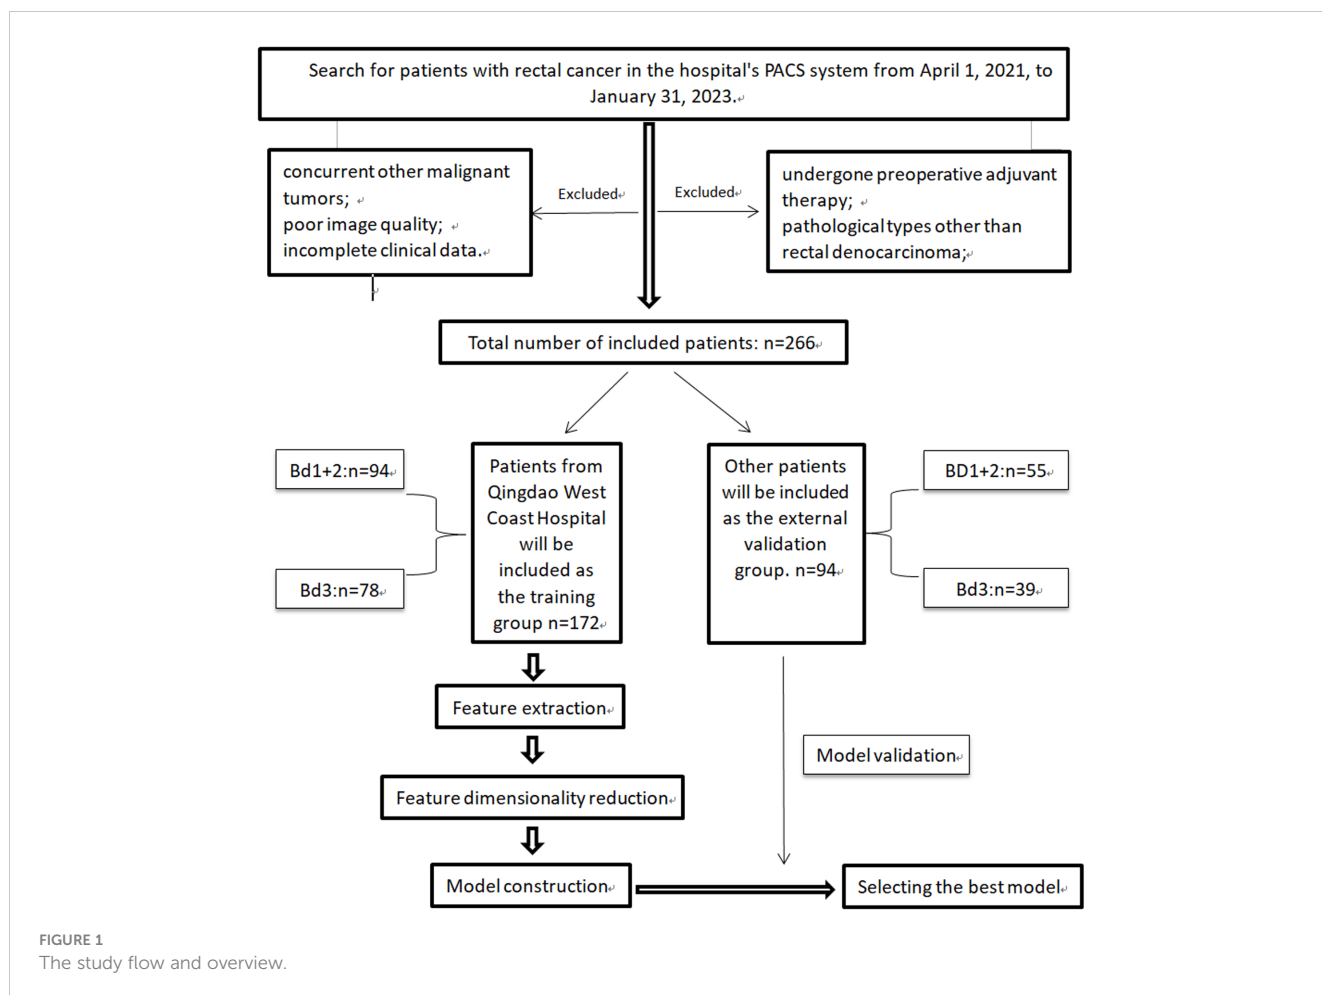 Search for patients with rectal cancer in the hospital's PACS system from April 1, 2021, to
January 31, 2023.
concurrent other malignant
tumors;
poor image quality;
incomplete clinical data.
Excluded
Excluded
undergone preoperative adjuvant
therapy;
pathological types other than
rectal denocarcinoma;
Total number of included patients: n=266
Bd1+2:n=94
Bd3:n=78
Patients from
Qingdao West
Coast Hospital
will be
included as
the training
group n=172
Other patients
will be included
as the external
validation
group. n=94
BD1+2:n=55
Bd3:n=39
Feature extraction
Model validation
Feature dimensionality reduction
Model construction
Selecting the best model
FIGURE 1
The study flow and overview.